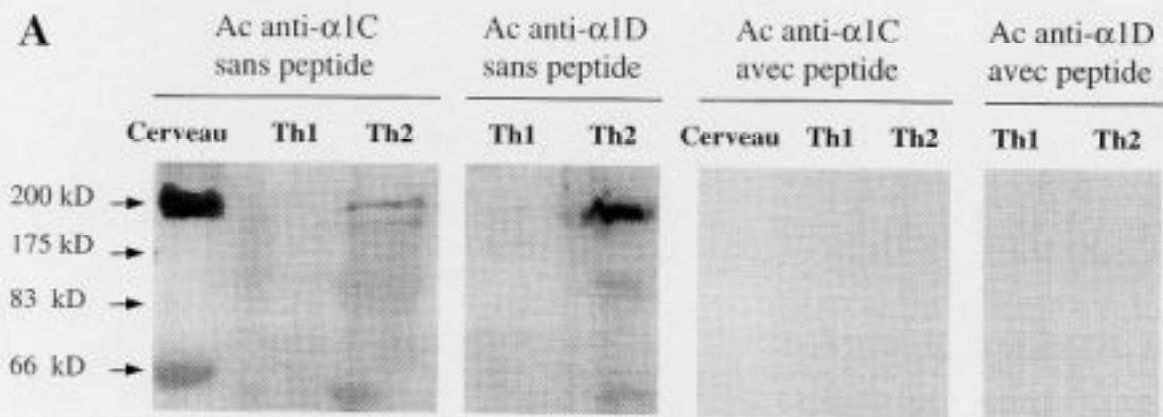 A
Ac anti-α1C
sans peptide
Ac anti-α1D
sans peptide
Ac anti-α1C
avec peptide
Ac anti-α1D
avec peptide
Cerveau Th1 Th2 Th1 Th2 Cerveau Th1 Th2 Th1 Th2
200 kD
175 kD
83 kD
66 kD